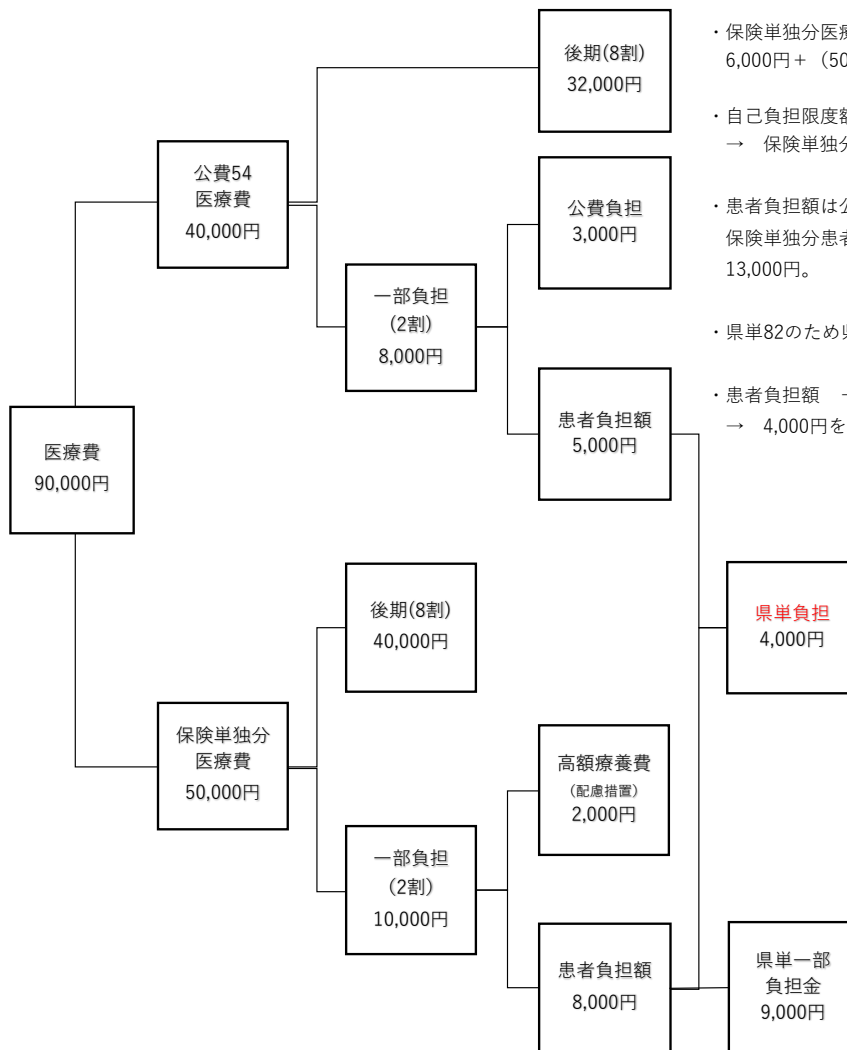 後期(8割)
32,000円
・保険単独分医療
6,000円＋（50
・自己負担限度額
→　保険単独分
・患者負担額は公
保険単独分患者
13,000円。
・県単82のため県
・患者負担額
→　4,000円を
公費54
医療費
40,000円
公費負担
3,000円
一部負担
(2割)
8,000円
患者負担額
5,000円
医療費
90,000円
後期(8割)
40,000円
県単負担
4,000円
保険単独分
医療費
50,000円
高額療養費
（配慮措置）
2,000円
一部負担
（2割）
10,000円
患者負担額
8,000円
県単一部
負担金
9,000円